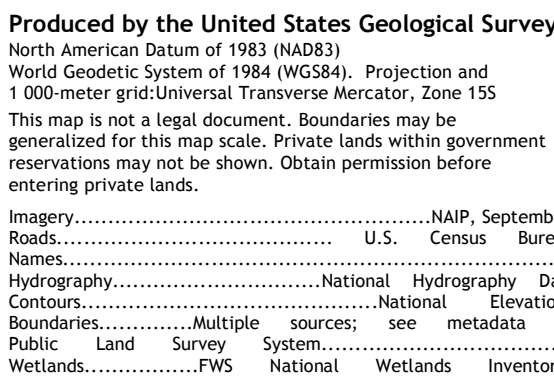 Produced by the United States Geological Survey
North American Datum of 1983 (NAD83)
World Geodetic System of 1984 (WGS84). Projection and
1 000-meter grid:Universal Transverse Mercator, Zone 15S
This map is not a legal document. Boundaries may be
generalized for this map scale. Private lands within government
reservations may not be shown. Obtain permission before
entering private lands.
Imagery....................................................NAIP,
Roads........................................ U.S. Census
Names....................................................................
Hydrography..............................National Hydrography
Contours...........................................National
Boundaries..............Multiple sources; see metadata
Public Land Survey System..................................
Wetlands.................FWS National Wetlands